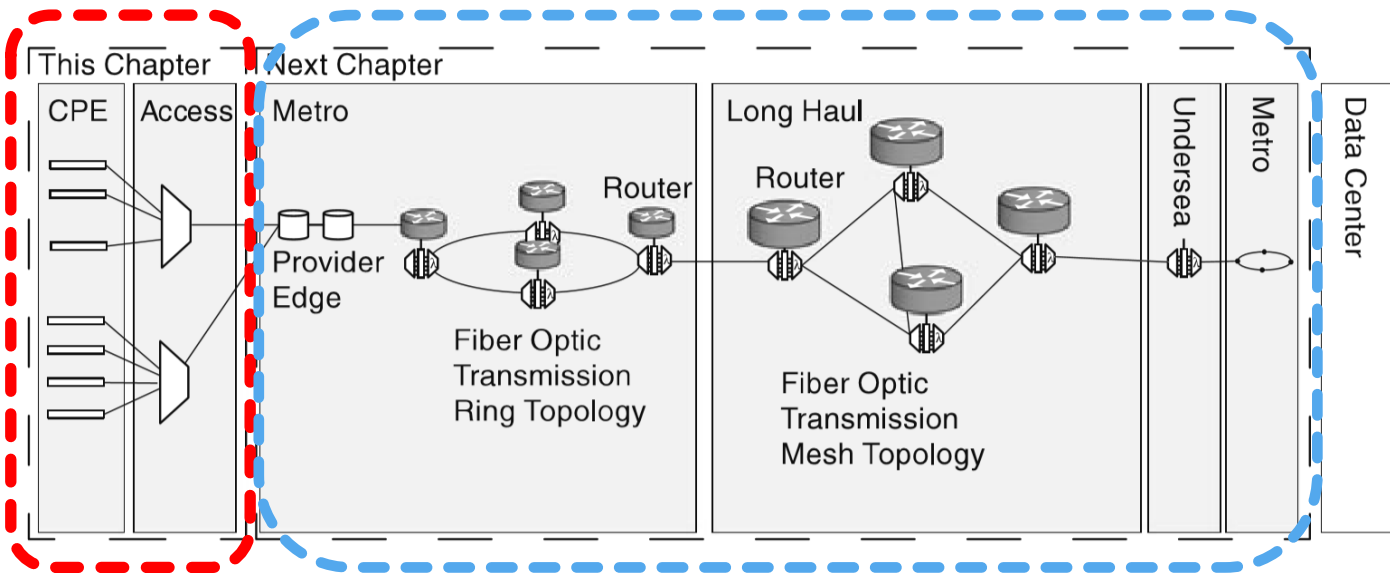 This Chapter
Next Chapter
CPE
Access
Metro
Long Haul
Undersea
Metro
Data Center
Router
Router
Provider
Edge
Fiber Optic
Transmission
Ring Topology
Fiber Optic
Transmission
Mesh Topology
λ
λ
λ
λ
λ
λ
λ
λ
λ